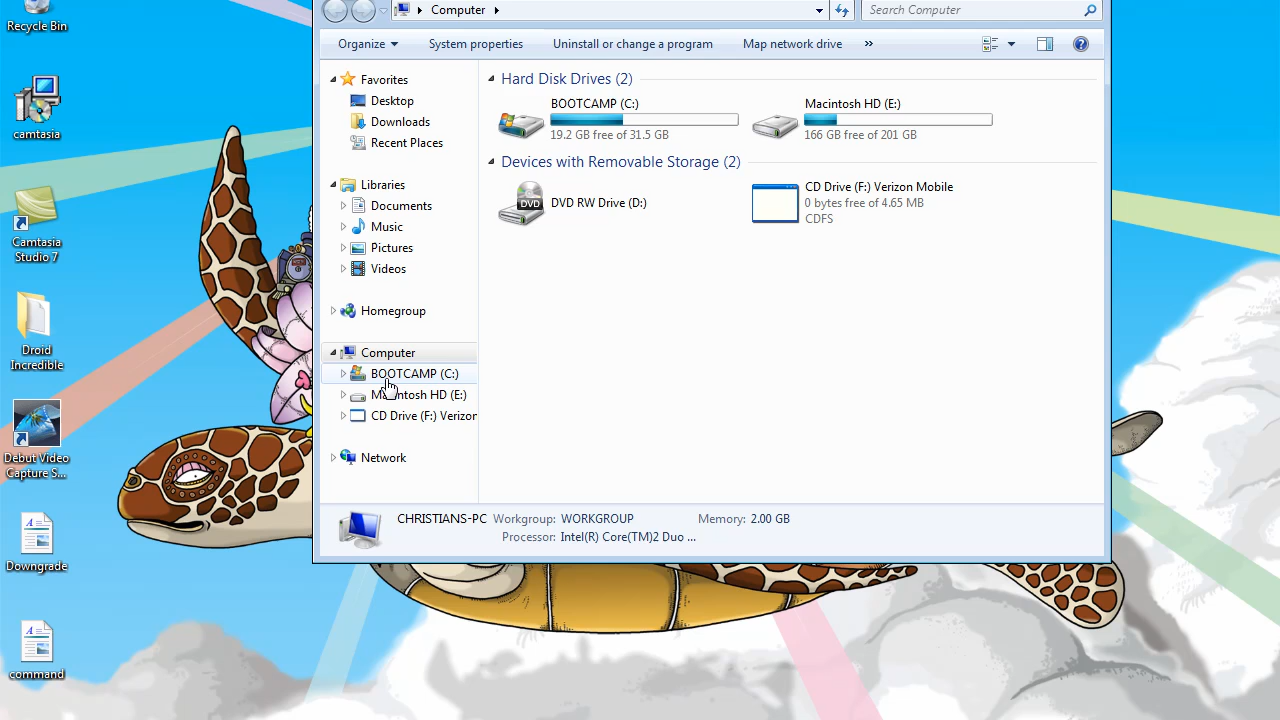 Recycle Bin
camtasia
Camtasia
Studio 7
Droid
Incredible
Debut Video
Capture S...
Downgrade
command
Computer
Search Computer
Organize
System properties
Uninstall or change a program
Map network drive
»
Favorites
Desktop
Downloads
Recent Places
Libraries
Documents
Music
Pictures
Videos
Homegroup
Computer
BOOTCAMP (C:)
Macintosh HD (E:)
CD Drive (F:) Verizon
Network
Hard Disk Drives (2)
BOOTCAMP (C:)
19.2 GB free of 31.5 GB
Macintosh HD (E:)
166 GB free of 201 GB
Devices with Removable Storage (2)
DVD
DVD RW Drive (D:)
CD Drive (F:) Verizon Mobile
0 bytes free of 4.65 MB
CDFS
CHRISTIANS-PC Workgroup: WORKGROUP Memory: 2.00 GB
Processor: Intel(R) Core(TM)2 Duo ...